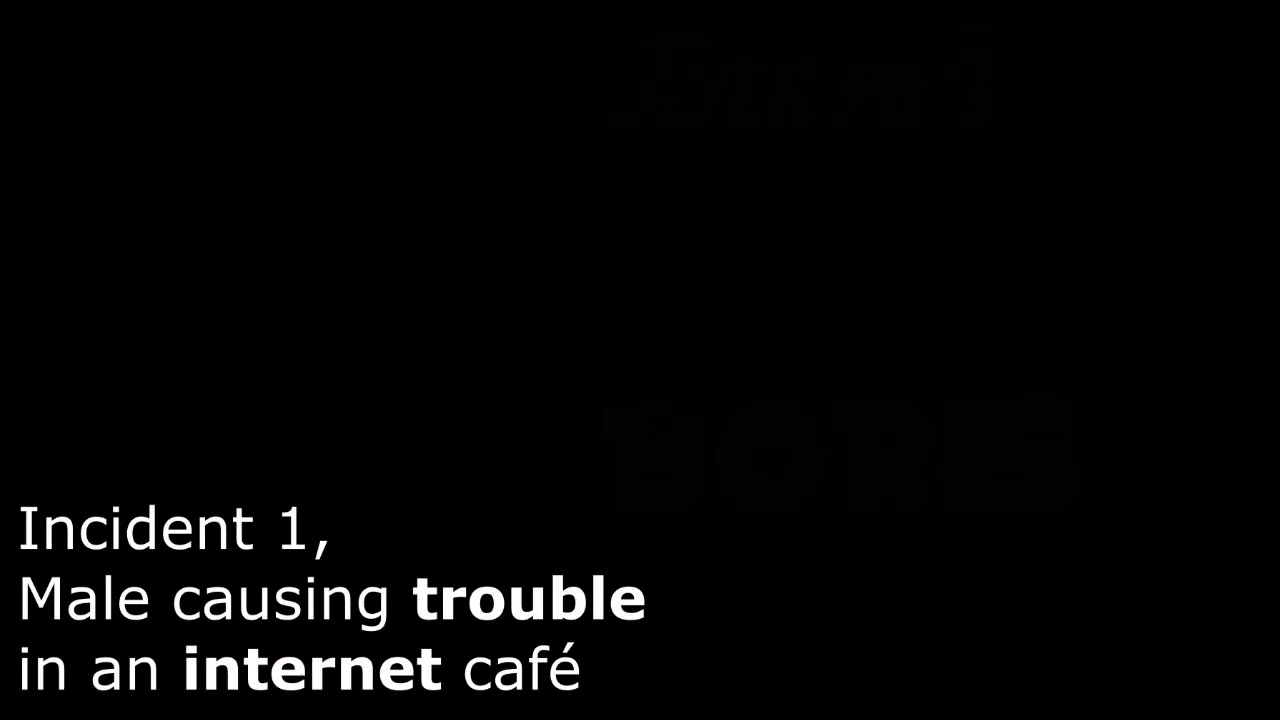 Incident 1,
Male causing trouble
in an internet café